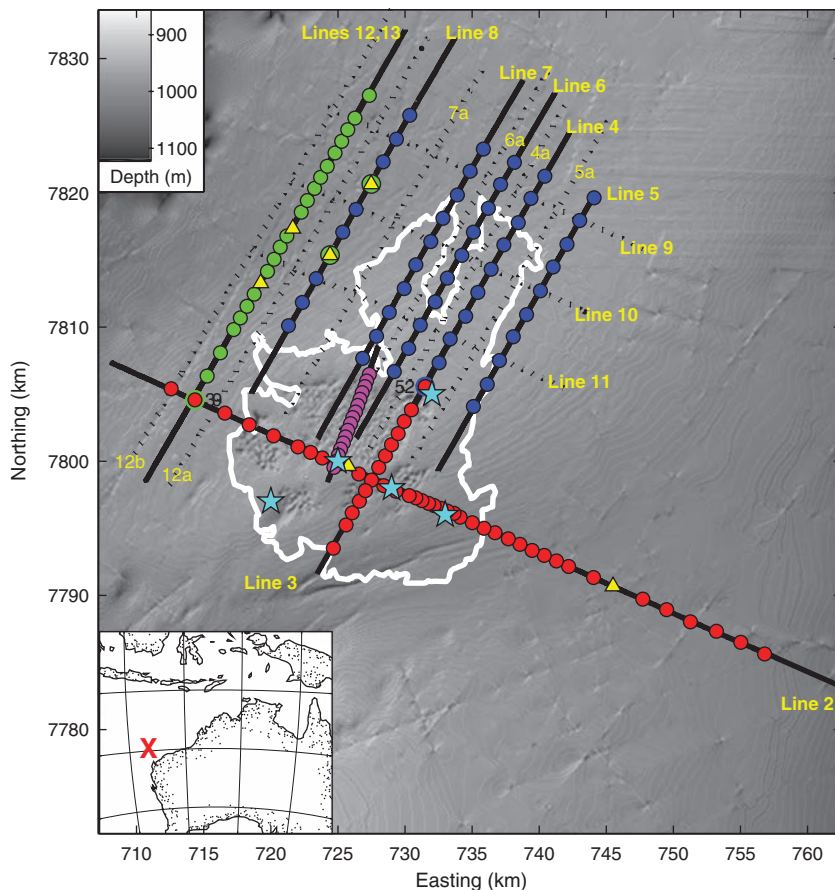 900
1000
1100
Depth (m)
Lines 12,13
Line 8
Line 7
Line 6
Line 4
7a
6a
4a
5a
Line 5
Line 9
Line 10
Line 11
52
12b
12a
Line 3
Line 2
X
7830
7820
7810
7800
7790
7780
Northing (km)
710
715
720
725
730
735
740
745
750
755
760
Easting (km)